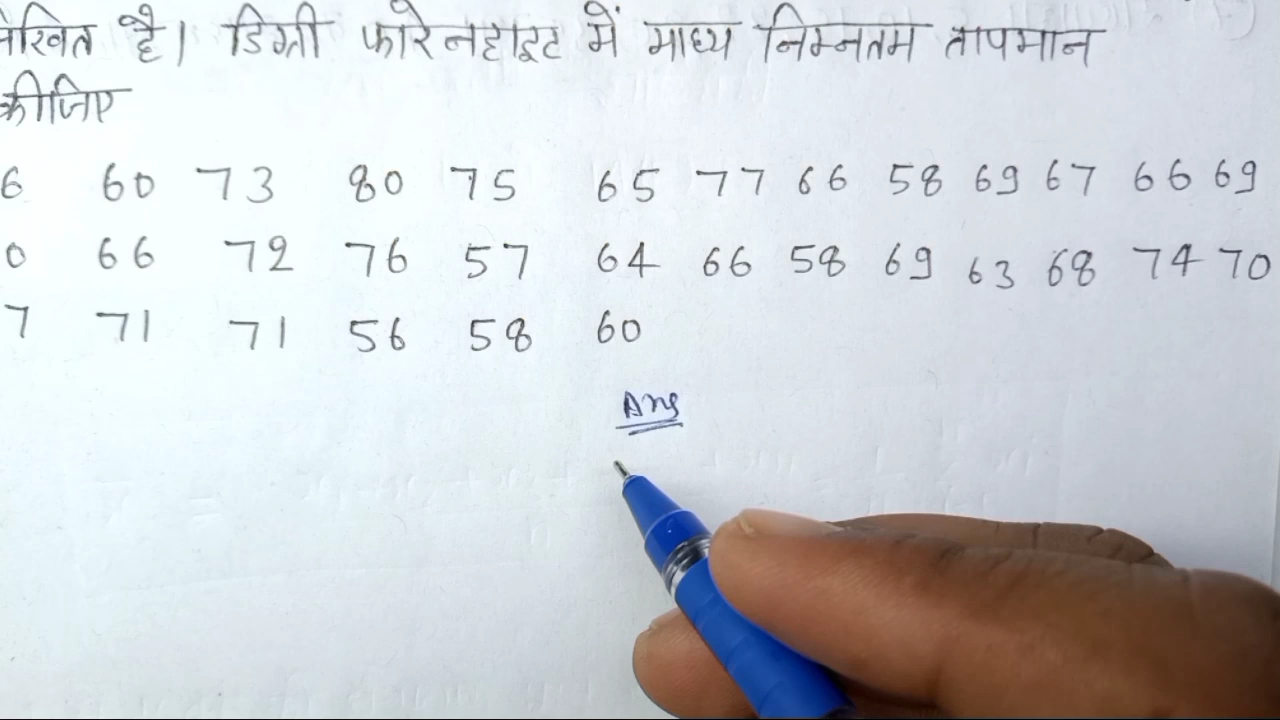 नेखित है। डिग्री फारेनहाइट में माध्य निम्नतम तापमान
कीजिए
6 60 73 80 75 65 77 66 58 69 67 66 69
0 66 72 76 57 64 66 58 69 63 68 74 70
7 71 71 56 58 60
Ans